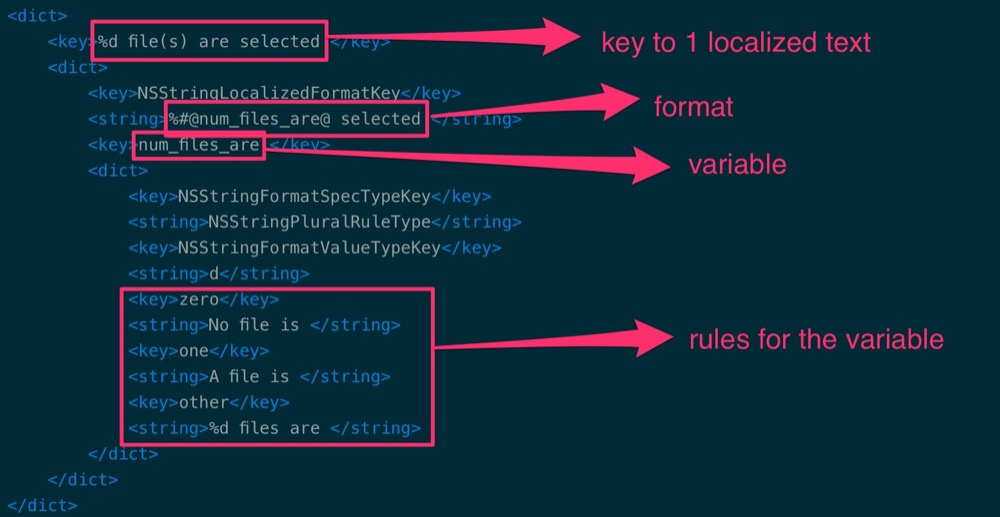 <dict>
<key>%d file(s) are selected </key>
key to 1 localized text
<dict>
<key>NSStringLocalizedFormatKey</key>
<string>%#@num_files_are@ selected </string>
format
<key>num_files_are </key>
variable
<dict>
<key>NSStringFormatSpecTypeKey</key>
<string>NSStringPluralRuleType</string>
<key>NSStringFormatValueTypeKey</key>
<string>d</string>
<key>zero</key>
<string>No file is </string>
<key>one</key>
rules for the variable
<string>A file is </string>
<key>other</key>
<string>%d files are </string>
</dict>
</dict>
</dict>